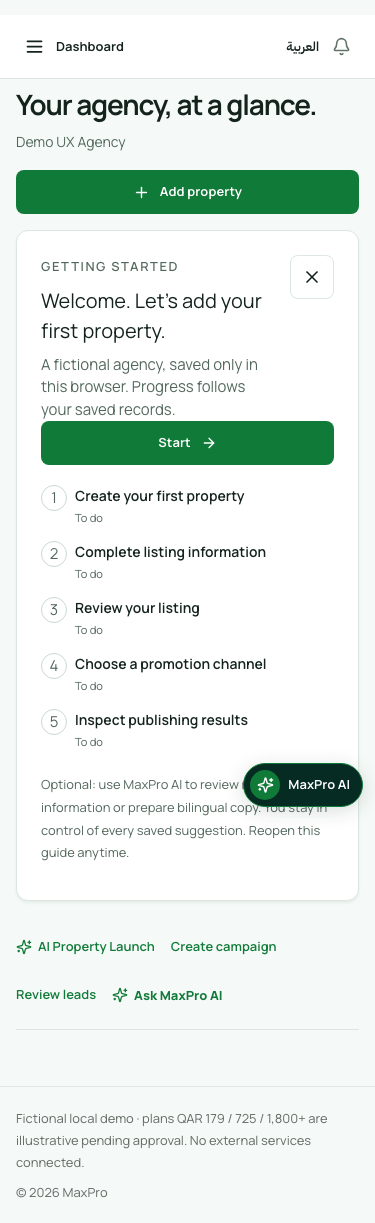 Dashboard
العربية
Your agency, at a glance.
Demo UX Agency
Add property
GETTING STARTED
Welcome. Let's add your
first property.
A fictional agency, saved only in
this browser. Progress follows
your saved records.
Start
1 Create your first property
To do
2 Complete listing information
To do
3 Review your listing
To do
4 Choose a promotion channel
To do
5 Inspect publishing results
To do
Optional: use MaxPro AI to review
MaxPro AI
information or prepare bilingual copy. You stay in
control of every saved suggestion. Reopen this
guide anytime.
AI Property Launch Create campaign
Review leads Ask MaxPro AI
Fictional local demo · plans QAR 179 / 725 / 1,800+ are
illustrative pending approval. No external services
connected.
© 2026 MaxPro